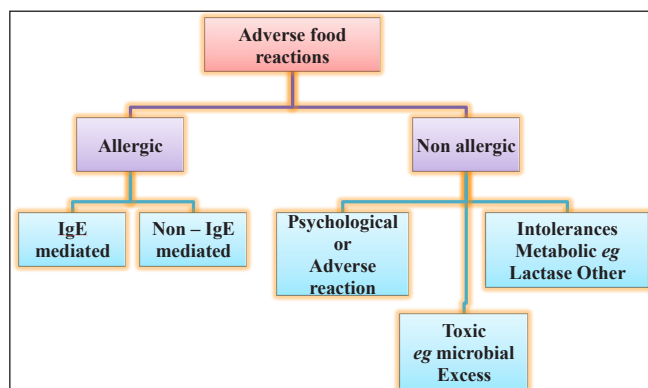 Adverse food
reactions
Allergic
Non allergic
IgE
mediated
Non – IgE
mediated
Psychological
or
Adverse
reaction
Intolerances
Metabolic eg
Lactase Other
Toxic
eg microbial
Excess